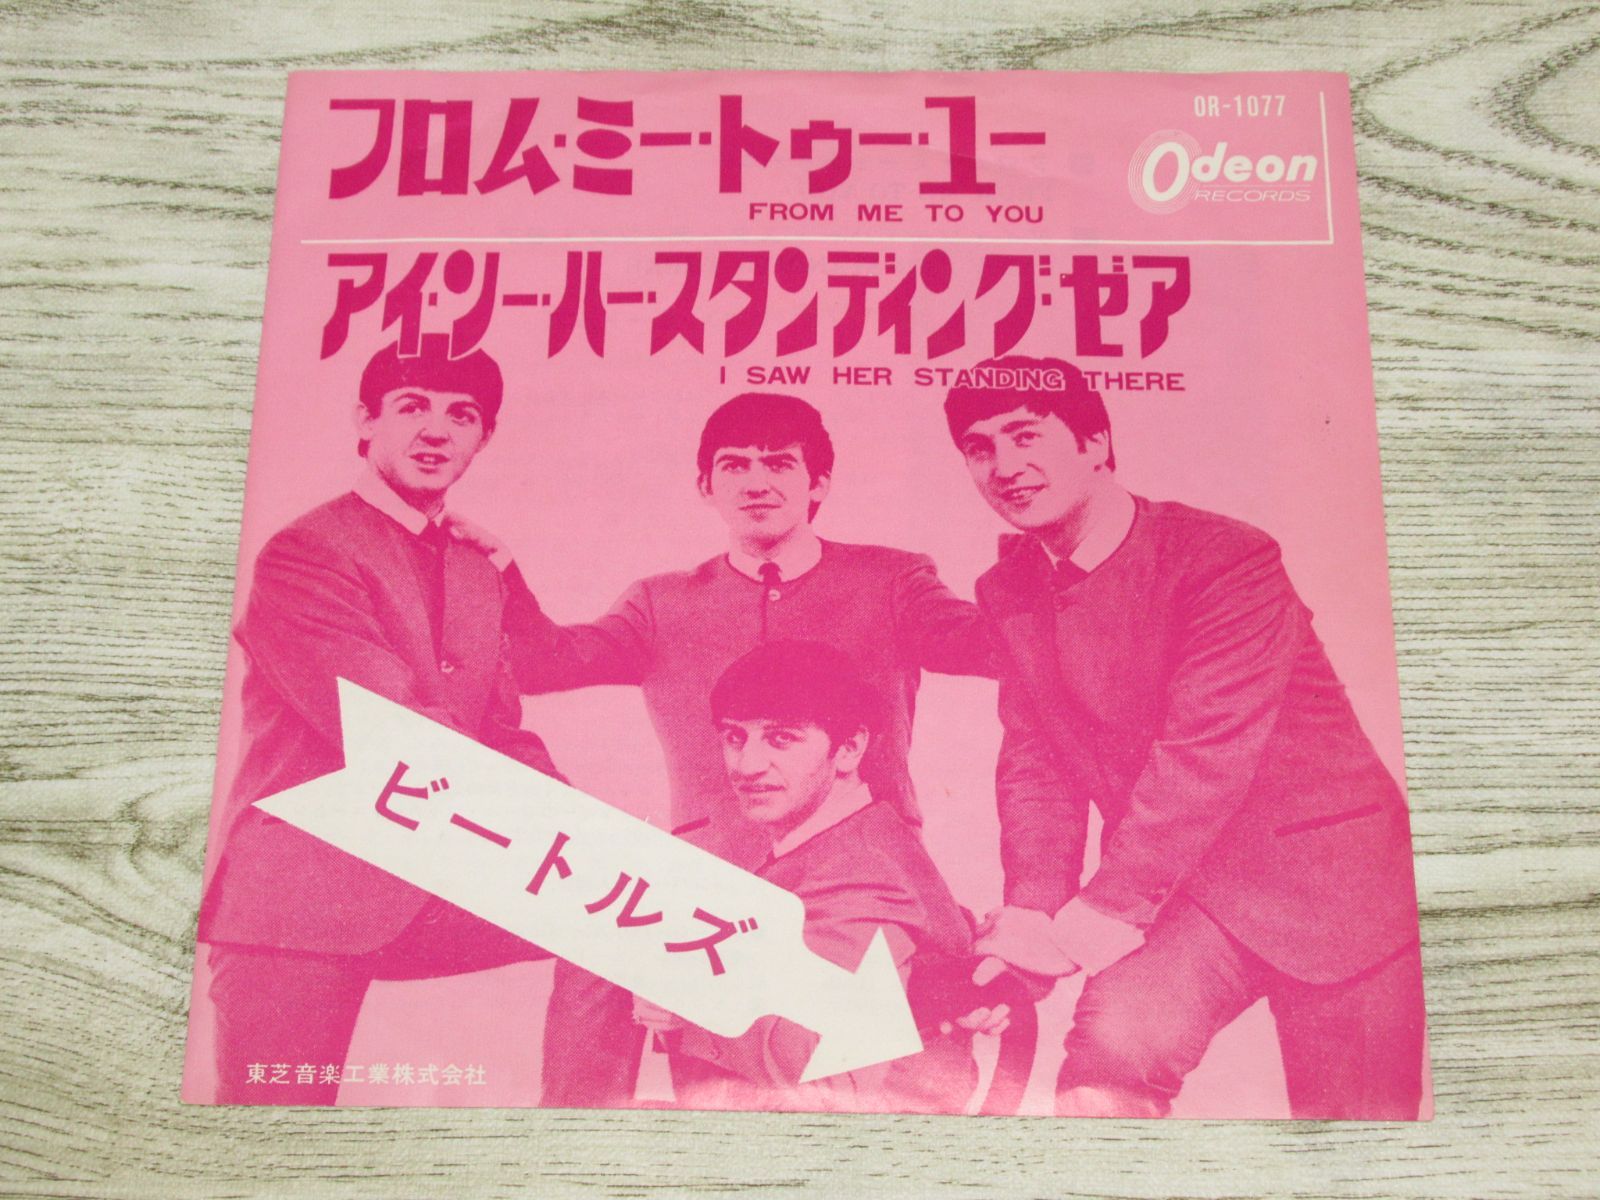 フロム・ミー・トゥー・ユー
FROM ME TO YOU
OR-1077
Odeon
RECORDS
アイ・ソー・ハー・スタンディング・ゼア
I SAW HER STANDING THERE
ビートルズ
東芝音楽工業株式会社